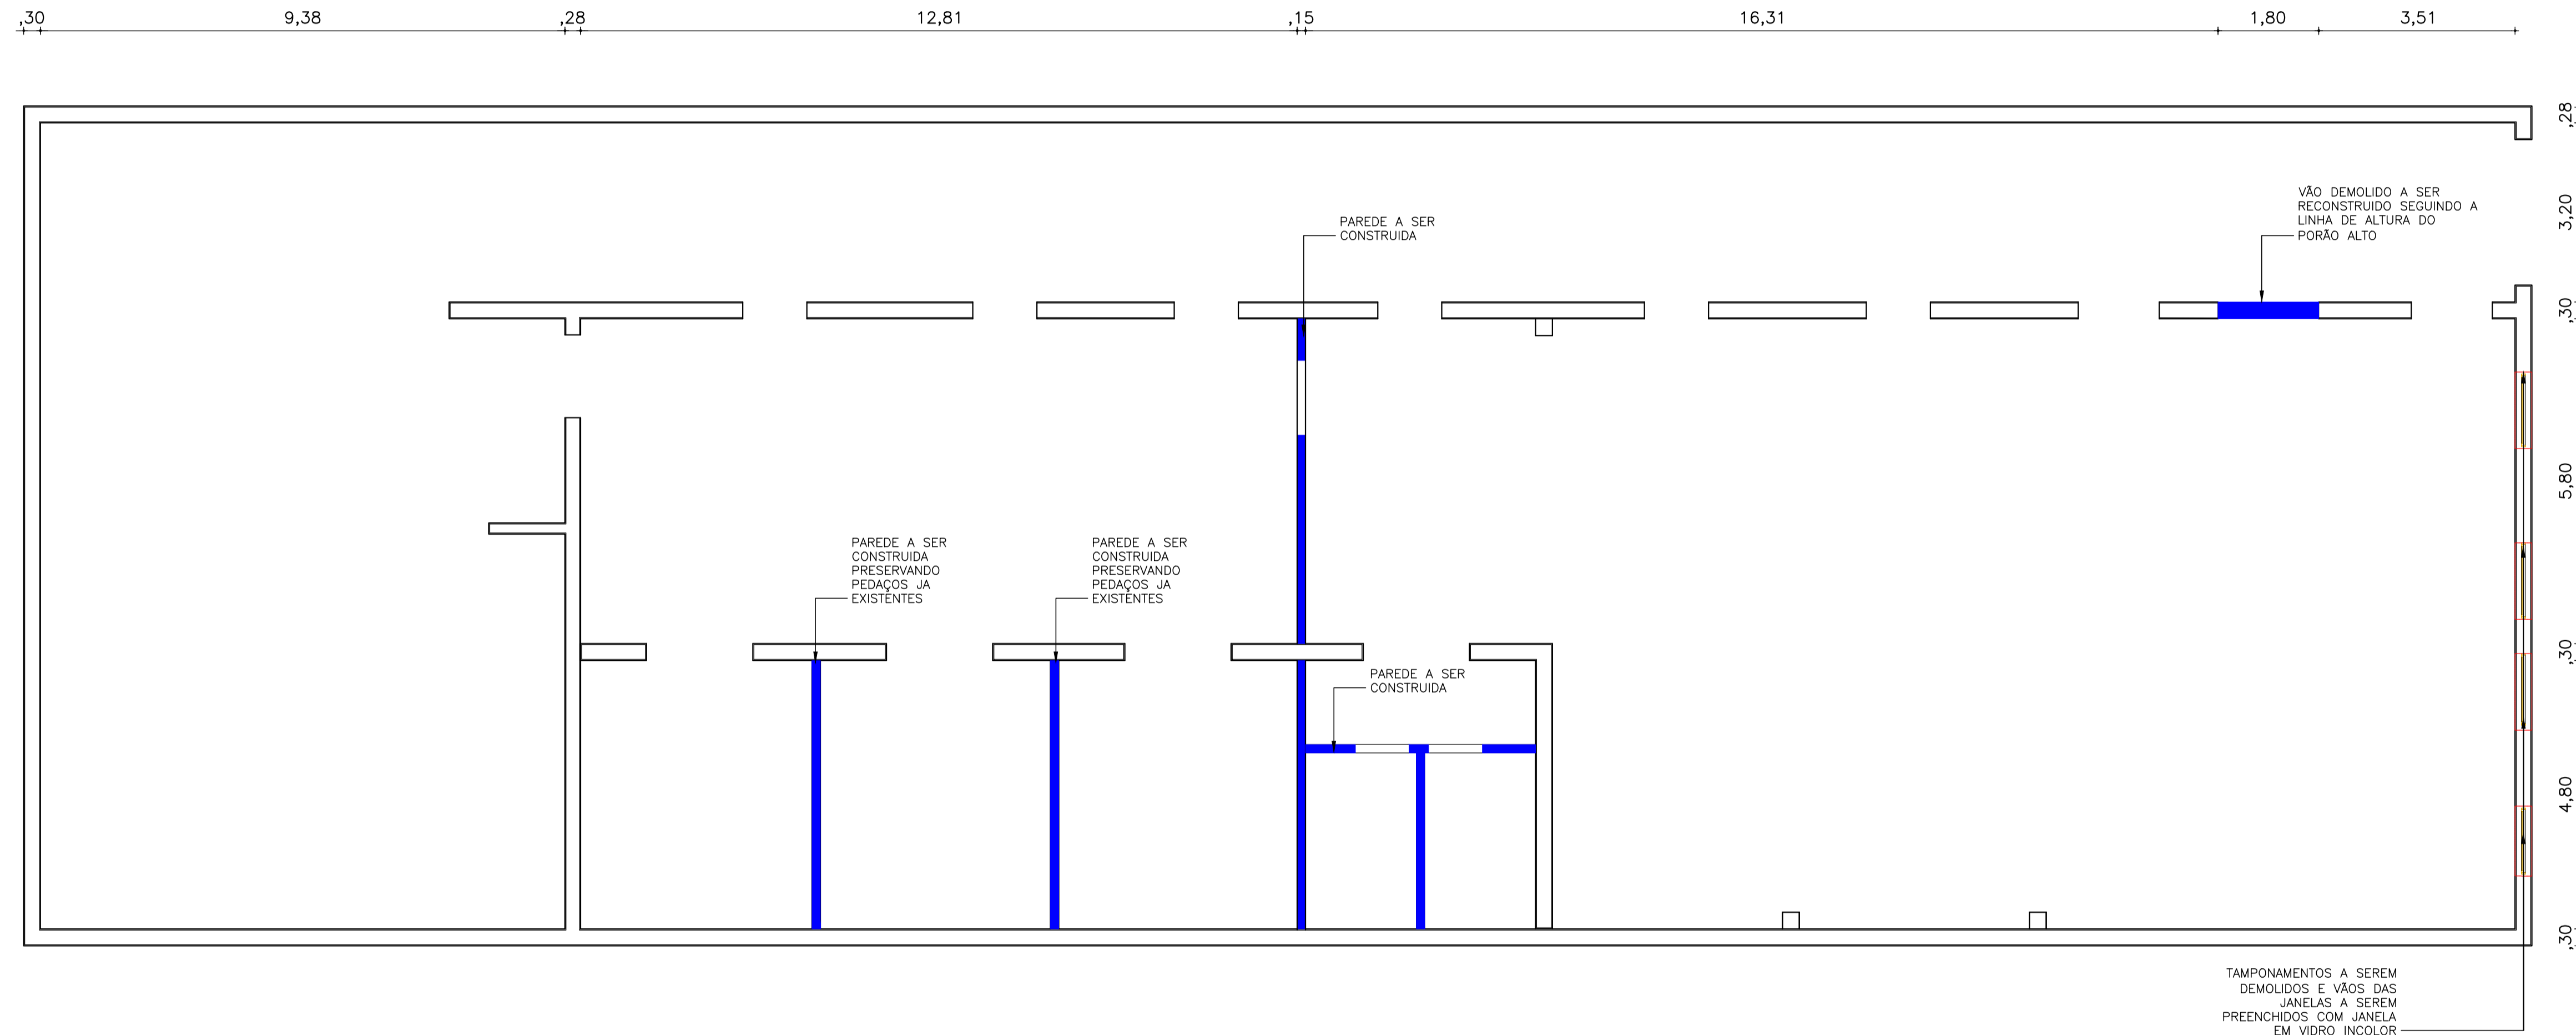 ,30
9,38
,28
12,81
,15
16,31
1,80
3,51
,28
3,20
,30
5,80
,30
4,80
,30
VÃO DEMOLIDO A SER
RECONSTRUIDO SEGUINDO A
LINHA DE ALTURA DO
PORÃO ALTO
PAREDE A SER
CONSTRUIDA
PAREDE A SER
CONSTRUIDA
PRESERVANDO
PEDAÇOS JA
EXISTENTES
PAREDE A SER
CONSTRUIDA
PRESERVANDO
PEDAÇOS JA
EXISTENTES
PAREDE A SER
CONSTRUIDA
TAMPONAMENTOS A SEREM
DEMOLIDOS E VÃOS DAS
JANELAS A SEREM
PREENCHIDOS COM JANELA
EM VIDRO INCOLOR